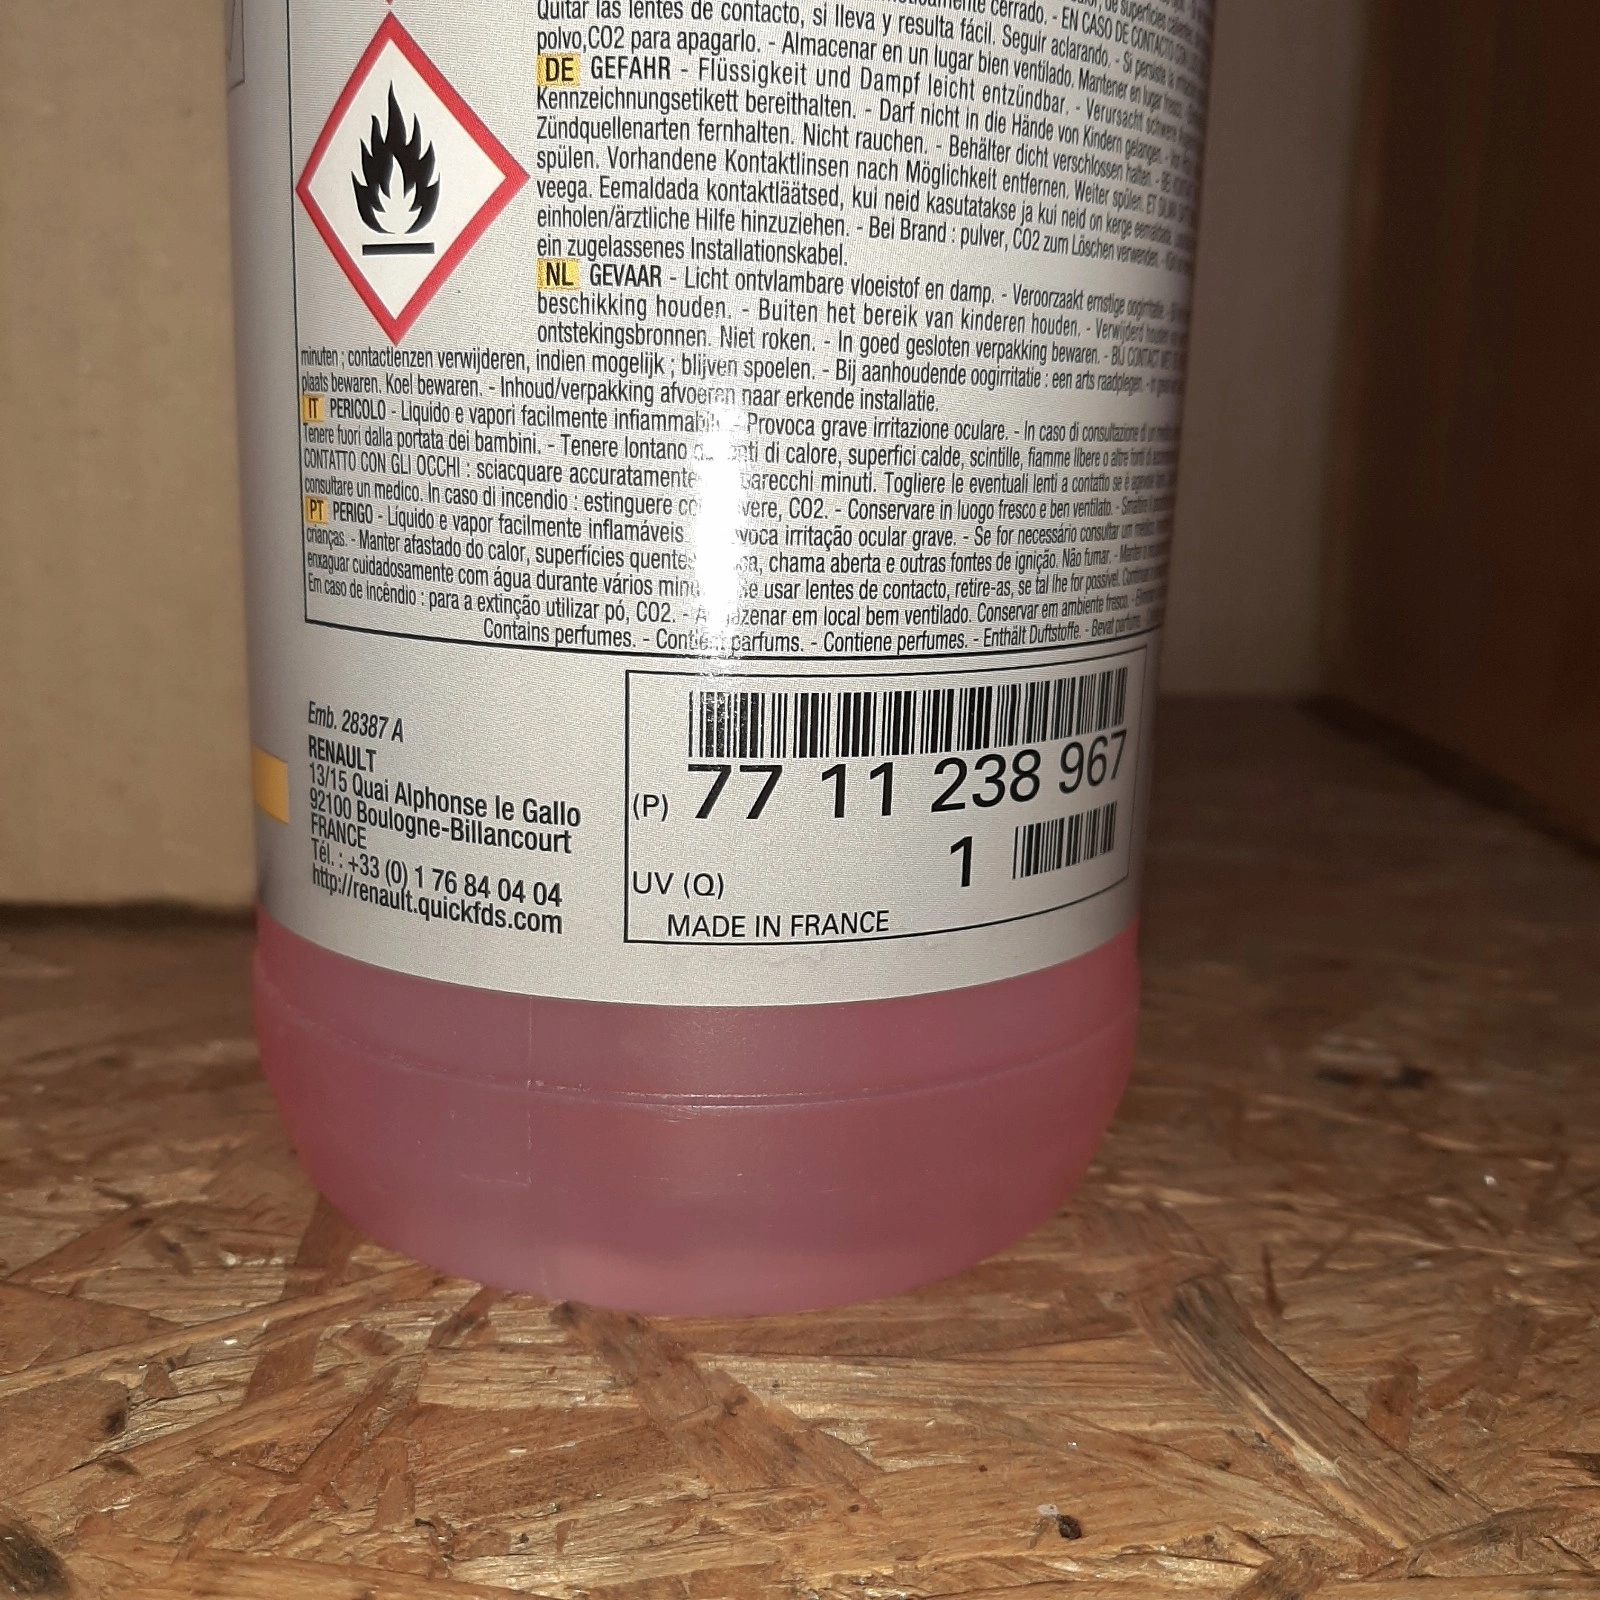 Quitar las lentes de contacto, si lleva y resulta fácil. Seguir aclarando. - EN CASO DE CONTACTO CON
polvo,CO2 para apagarlo. - Almacenar en un lugar bien ventilado. Mantener en lugar fresco.
DE GEFAHR - Flüssigkeit und Dampf leicht entzündbar. - Verursacht schwere
Kennzeichnungsetikett bereithalten. - Darf nicht in die Hände von Kindern gelangen.
Zündquellenarten fernhalten. Nicht rauchen. - Behälter dicht verschlossen halten.
spülen. Vorhandene Kontaktlinsen nach Möglichkeit entfernen. Weiter spülen.
veega. Eemaldada kontaktläätsed, kui neid kasutatakse ja kui neid on kerge eemaldada.
einholen/ärztliche Hilfe hinzuziehen. - Bei Brand : pulver, CO2 zum Löschen verwenden.
ein zugelassenes Installationskabel.
NL GEVAAR - Licht ontvlambare vloeistof en damp. - Veroorzaakt ernstige oogirritatie.
beschikking houden. - Buiten het bereik van kinderen houden. - Verwijderd houden
ontstekingsbronnen. Niet roken. - In goed gesloten verpakking bewaren. - BIJ CONTACT MET
minuten ; contactlenzen verwijderen, indien mogelijk ; blijven spoelen. - Bij aanhoudende oogirritatie : een arts raadplegen.
plaats bewaren. Koel bewaren. - Inhoud/verpakking afvoeren naar erkende installatie.
IT PERICOLO - Liquido e vapori facilmente infiammabili. - Provoca grave irritazione oculare. - In caso di consultazione di un
Tenere fuori dalla portata dei bambini. - Tenere lontano da fonti di calore, superfici calde, scintille, fiamme libere o altre fonti di
CONTATTO CON GLI OCCHI : sciacquare accuratamente parecchi minuti. Togliere le eventuali lenti a contatto se è
consultare un medico. In caso di incendio : estinguere con polvere, CO2. - Conservare in luogo fresco e ben ventilato. -
PT PERIGO - Líquido e vapor facilmente inflamáveis. Provoca irritação ocular grave. - Se for necessário consultar um
crianças. - Manter afastado do calor, superfícies quentes, chama aberta e outras fontes de ignição. Não fumar. -
enxaguar cuidadosamente com água durante vários minutos. Se usar lentes de contacto, retire-as, se tal lhe for possível.
Em caso de incêndio : para a extinção utilizar pó, CO2. - Armazenar em local bem ventilado. Conservar em ambiente fresco. -
Contains perfumes. - Contient parfums. - Contiene perfumes. - Enthält Duftstoffe. - Bevat parfums.
Emb. 28387 A
RENAULT
13/15 Quai Alphonse le Gallo
92100 Boulogne-Billancourt
FRANCE
Tél. : +33 (0) 1 76 84 04 04
http://renault.quickfds.com
(P) 77 11 238 967
1
UV (Q)
MADE IN FRANCE